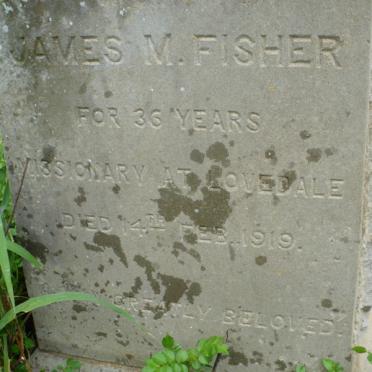 JAMES M. FISHER
FOR 36 YEARS
MISSIONARY AT LOVEDALE
DIED 14TH FEB. 1919.
GREATLY BELOVED.